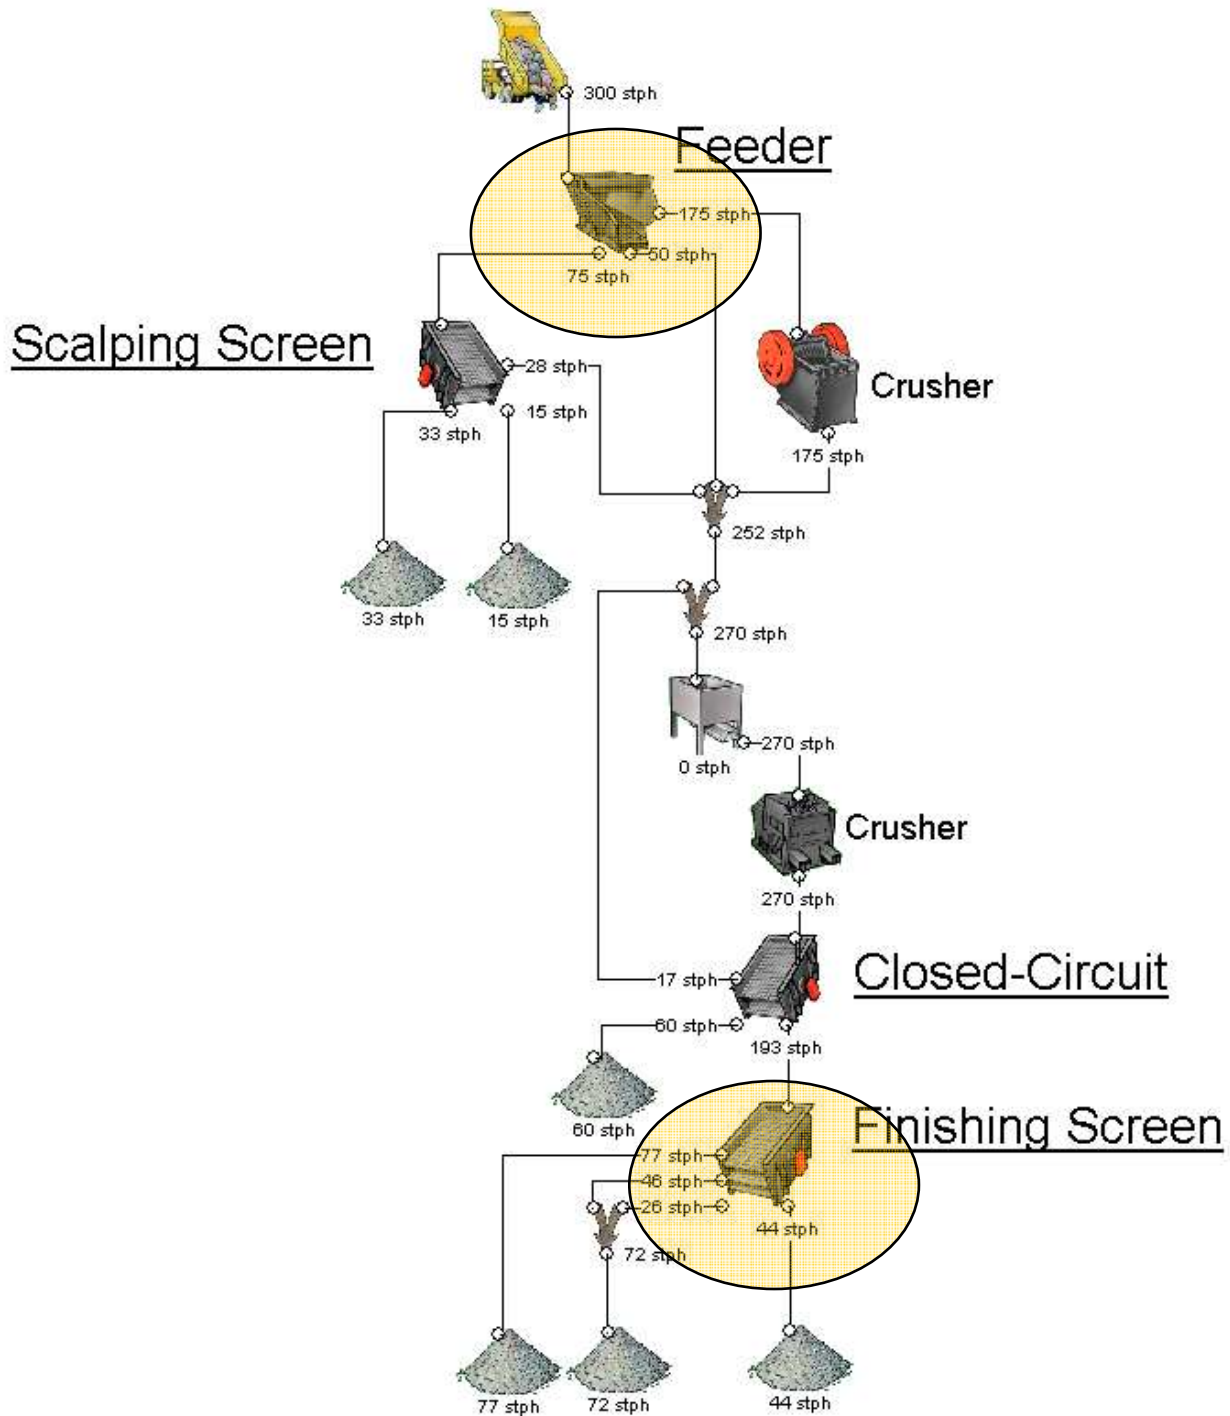 300 stph
Feeder
175 stph
50 stph
75 stph
Scalping Screen
28 stph
Crusher
15 stph
33 stph
175 stph
252 stph
33 stph
15 stph
270 stph
270 stph
0 stph
Crusher
270 stph
Closed-Circuit
17 stph
60 stph
193 stph
60 stph
Finishing Screen
77 stph
46 stph
26 stph
44 stph
72 stph
77 stph
72 stph
44 stph